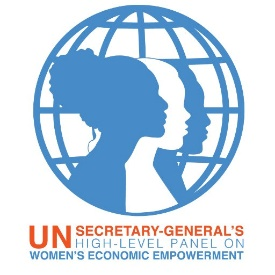 UN SECRETARY-GENERAL'S
HIGH-LEVEL PANEL ON
WOMEN'S ECONOMIC EMPOWERMENT